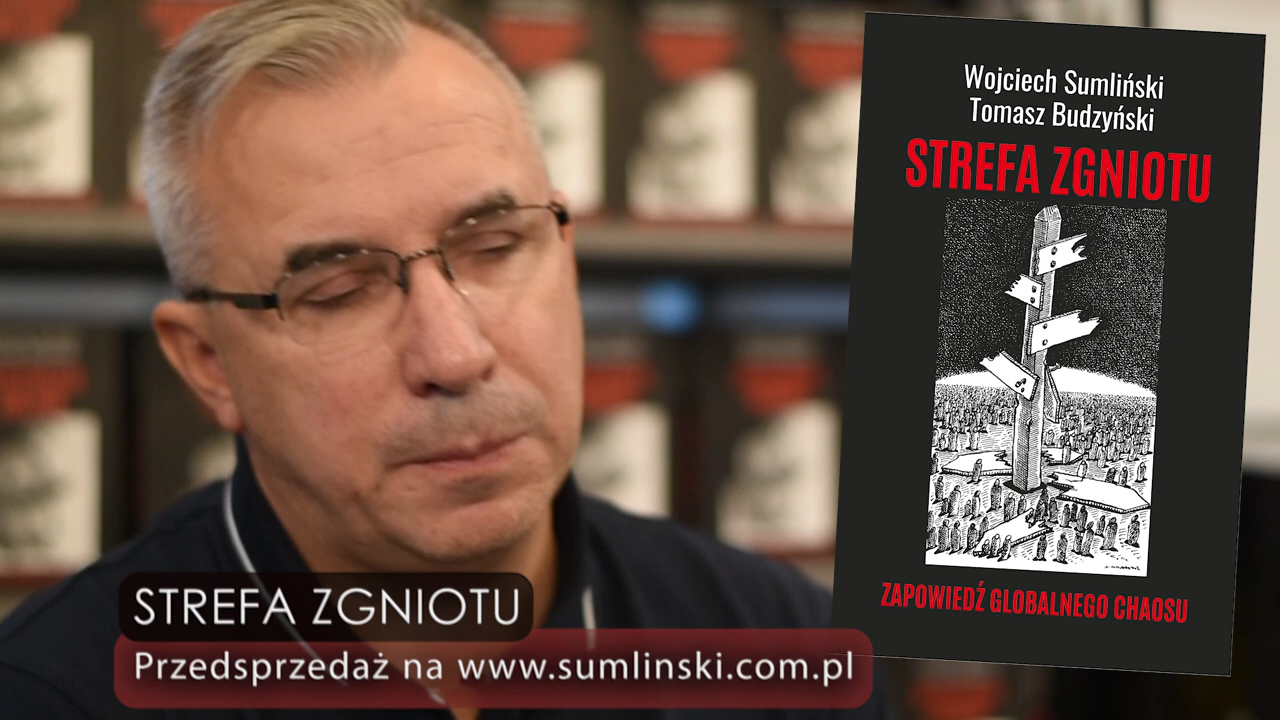 Wojciech Sumliński
Tomasz Budzyński
STREFA ZGNIOTU
ZAPOWIEDŹ GLOBALNEGO CHAOSU
STREFA ZGNIOTU
Przedsprzedaż na www.sumlinski.com.pl